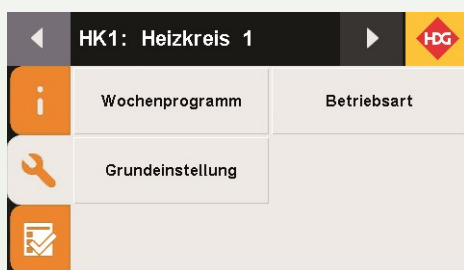 HK1: Heizkreis 1
HDG
i
Wochenprogramm
Betriebsart
Grundeinstellung